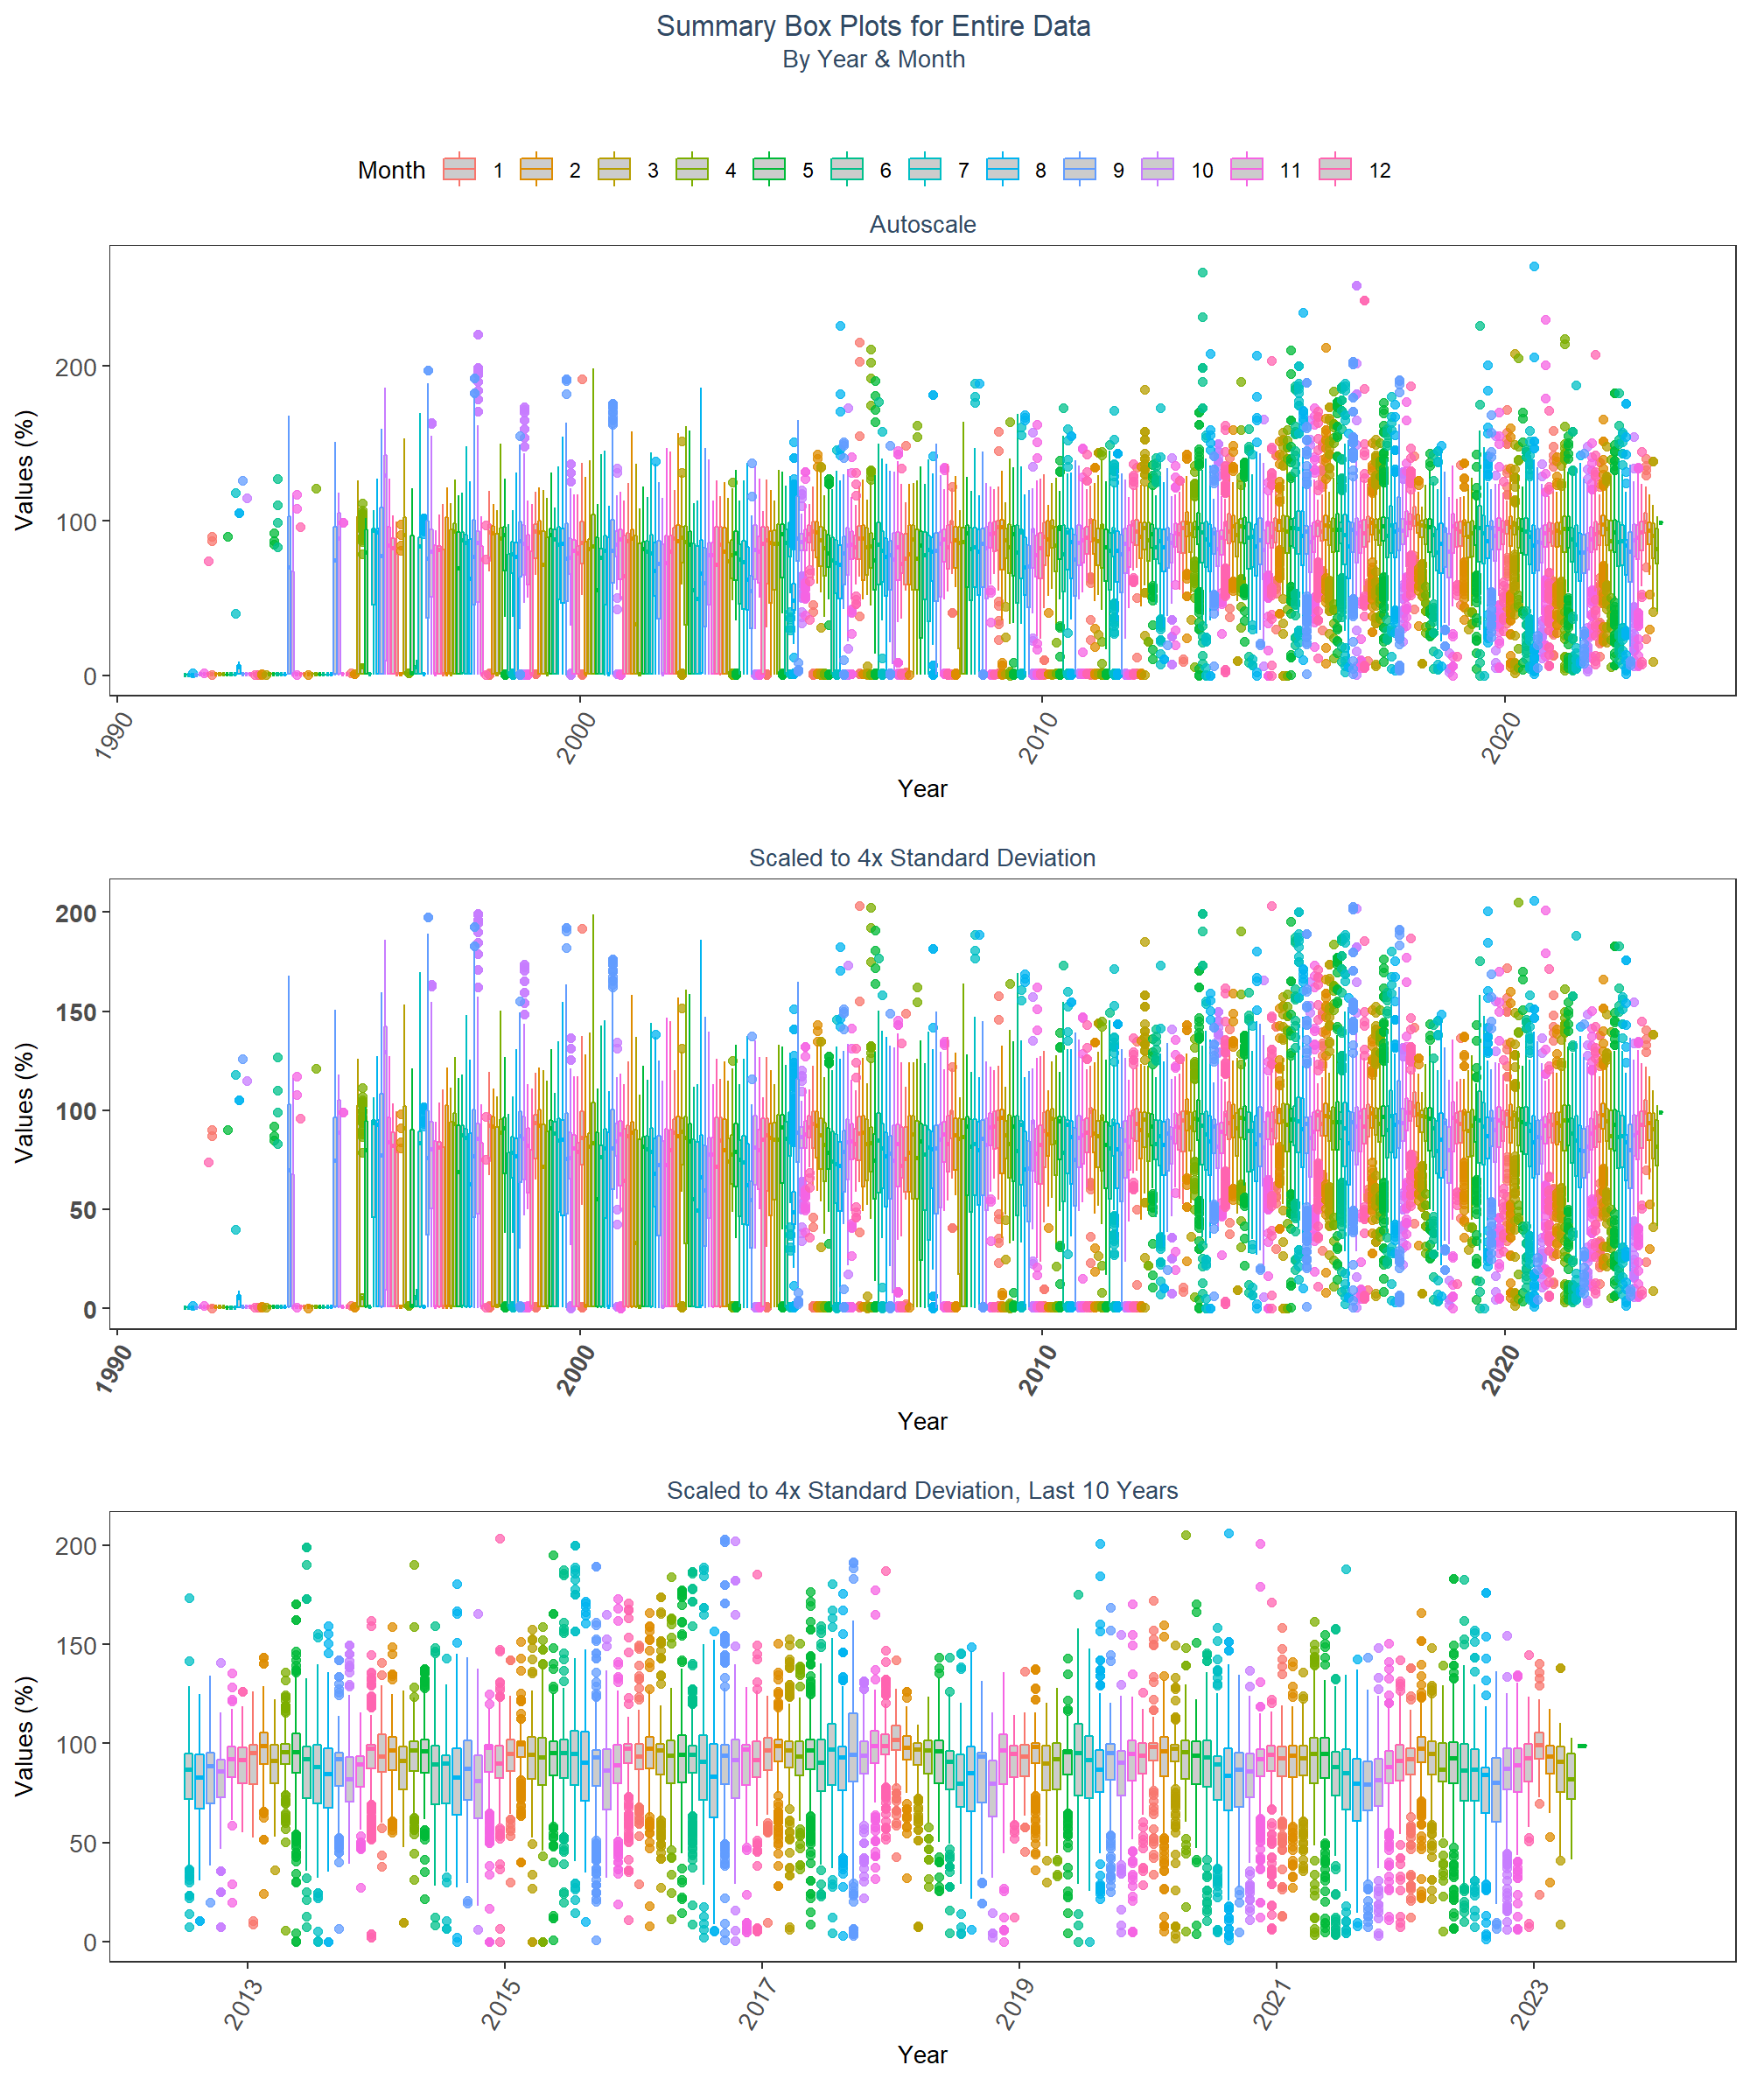 Summary Box Plots for Entire Data
By Year & Month
Month 1 2 3 4 5 6 7 8 9 10 11 12
Autoscale
Values (%)
200
100
0
1990 2000 2010 2020
Year
Scaled to 4x Standard Deviation
Values (%)
200
150
100
50
0
1990 2000 2010 2020
Year
Scaled to 4x Standard Deviation, Last 10 Years
Values (%)
200
150
100
50
0
2013 2015 2017 2019 2021 2023
Year